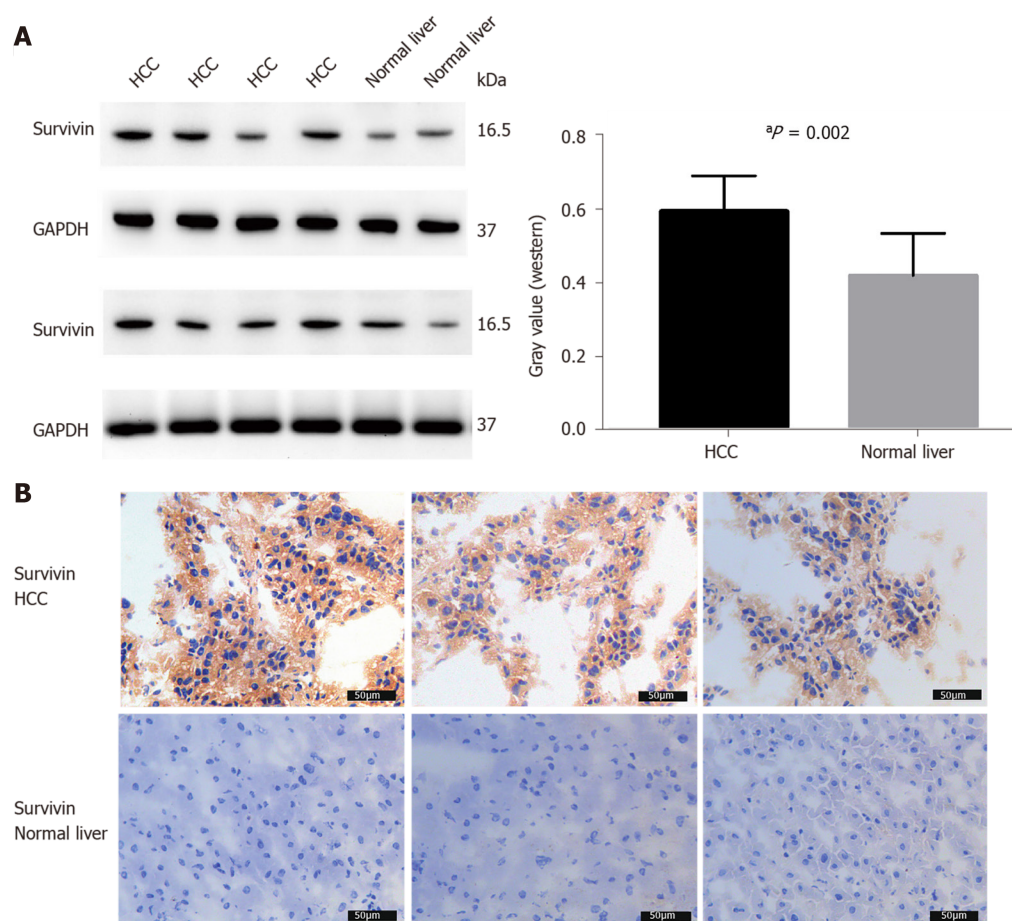 A
HCC
HCC
HCC
HCC
Normal liver
Normal liver
kDa
Survivin
16.5
GAPDH
37
Survivin
16.5
GAPDH
37
ᵃP = 0.002
Gray value (western)
0.8
0.6
0.4
0.2
0.0
HCC
Normal liver
B
Survivin
HCC
50μm
50μm
50μm
Survivin
Normal liver
50μm
50μm
50μm